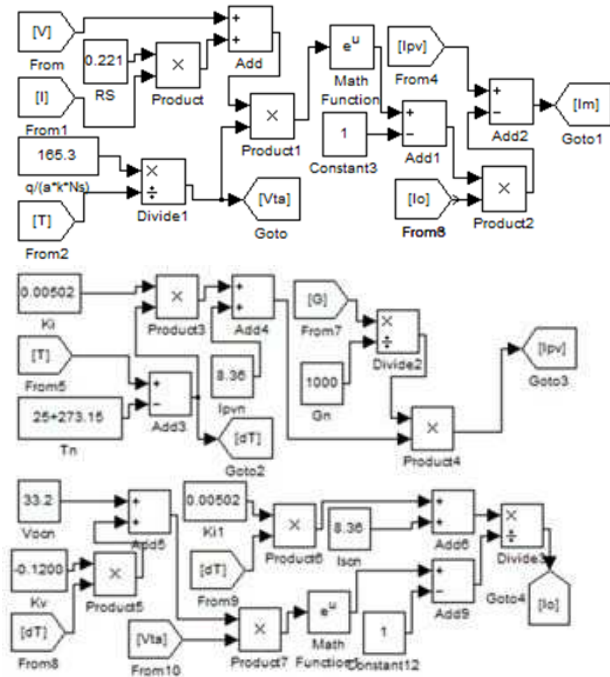 [V]
From
0.221
RS
×
Product
+
+
Add
[I]
From1
165.3
q/(a*k*Ns)
×
÷
Divide1
[T]
From2
×
Product1
[Vta]
Goto
e^u
Math
Function
1
Constant3
+
−
Add1
[Ipv]
From4
+
−
Add2
[Im]
Goto1
[Io]
×
Product2
0.00502
Ki
×
Product3
+
+
Add4
[T]
From5
8.36
Ipvn
25+273.15
Tn
+
−
Add3
[dT]
Goto2
[G]
From7
1000
Gn
×
÷
Divide2
×
Product4
[Ipv]
Goto3
33.2
Vocn
+
+
Add5
-0.1200
Kv
×
Product5
[dT]
From8
0.00502
Ki1
×
Product6
[dT]
From9
8.36
Iscn
+
+
Add6
×
÷
Divide3
Goto4
[Io]
[Vta]
From10
×
Product7
e^u
Math
1
Constant12
+
−
Add9